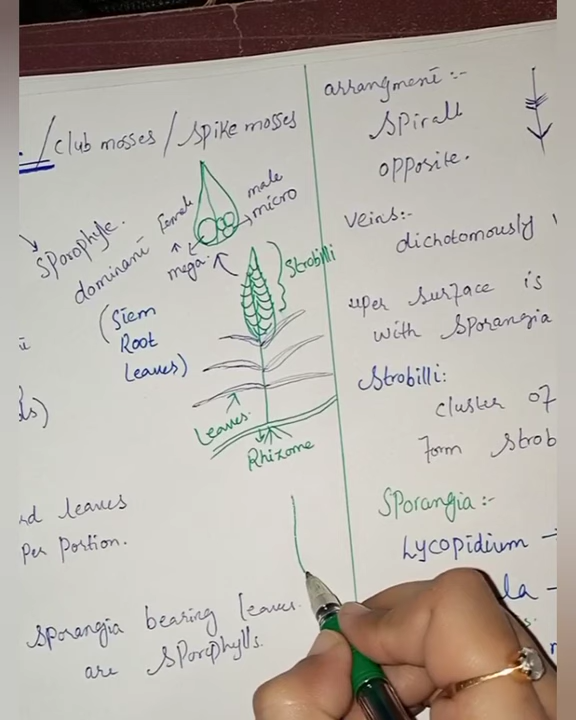 / Club mosses / Spike mosses
Sporophyte.
dominant
(Stem
Root
Leaves)
Female
mega.
male
micro
Strobilli
Leaves.
Rhizome
leaves
Per Portion.
Sporangia bearing leaves.
are Sporophylls.
arrangment :-
Spirall
opposite.
Veins:-
dichotomously
uper surface is
with sporangia
Strobilli:
cluster of
Form strob
Sporangia :-
Lycopidium -
la -